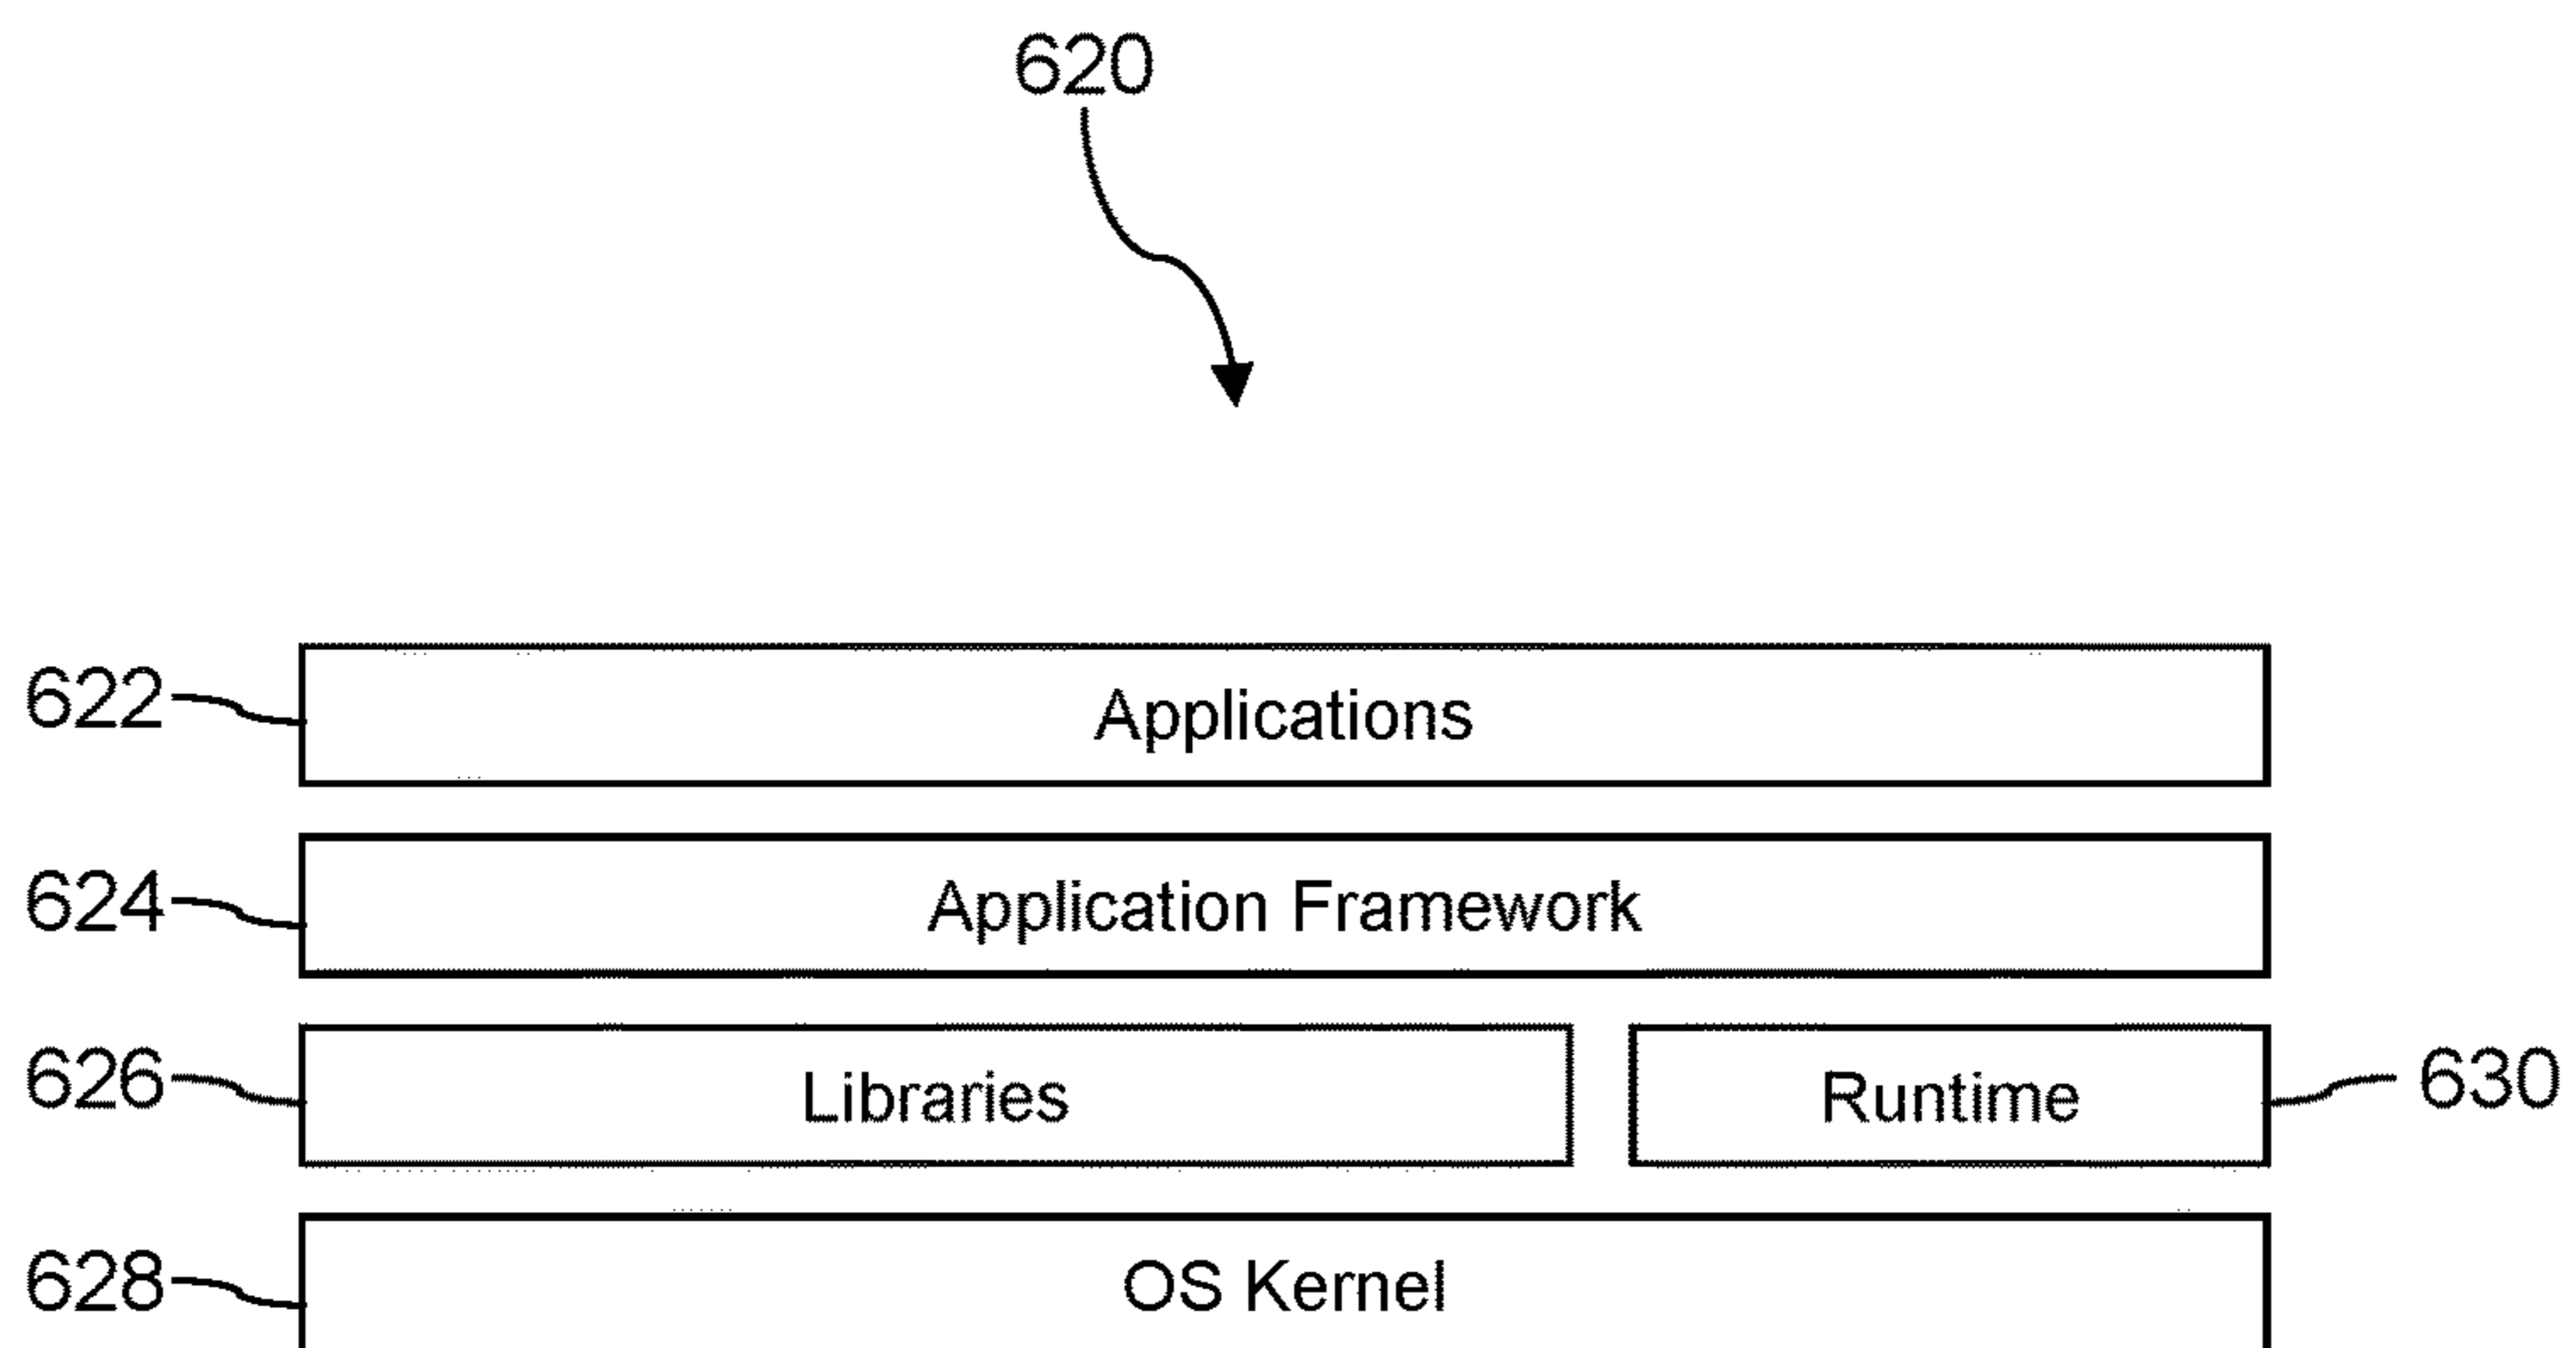 620
622 Applications
624 Application Framework
626 Libraries Runtime 630
628 OS Kernel